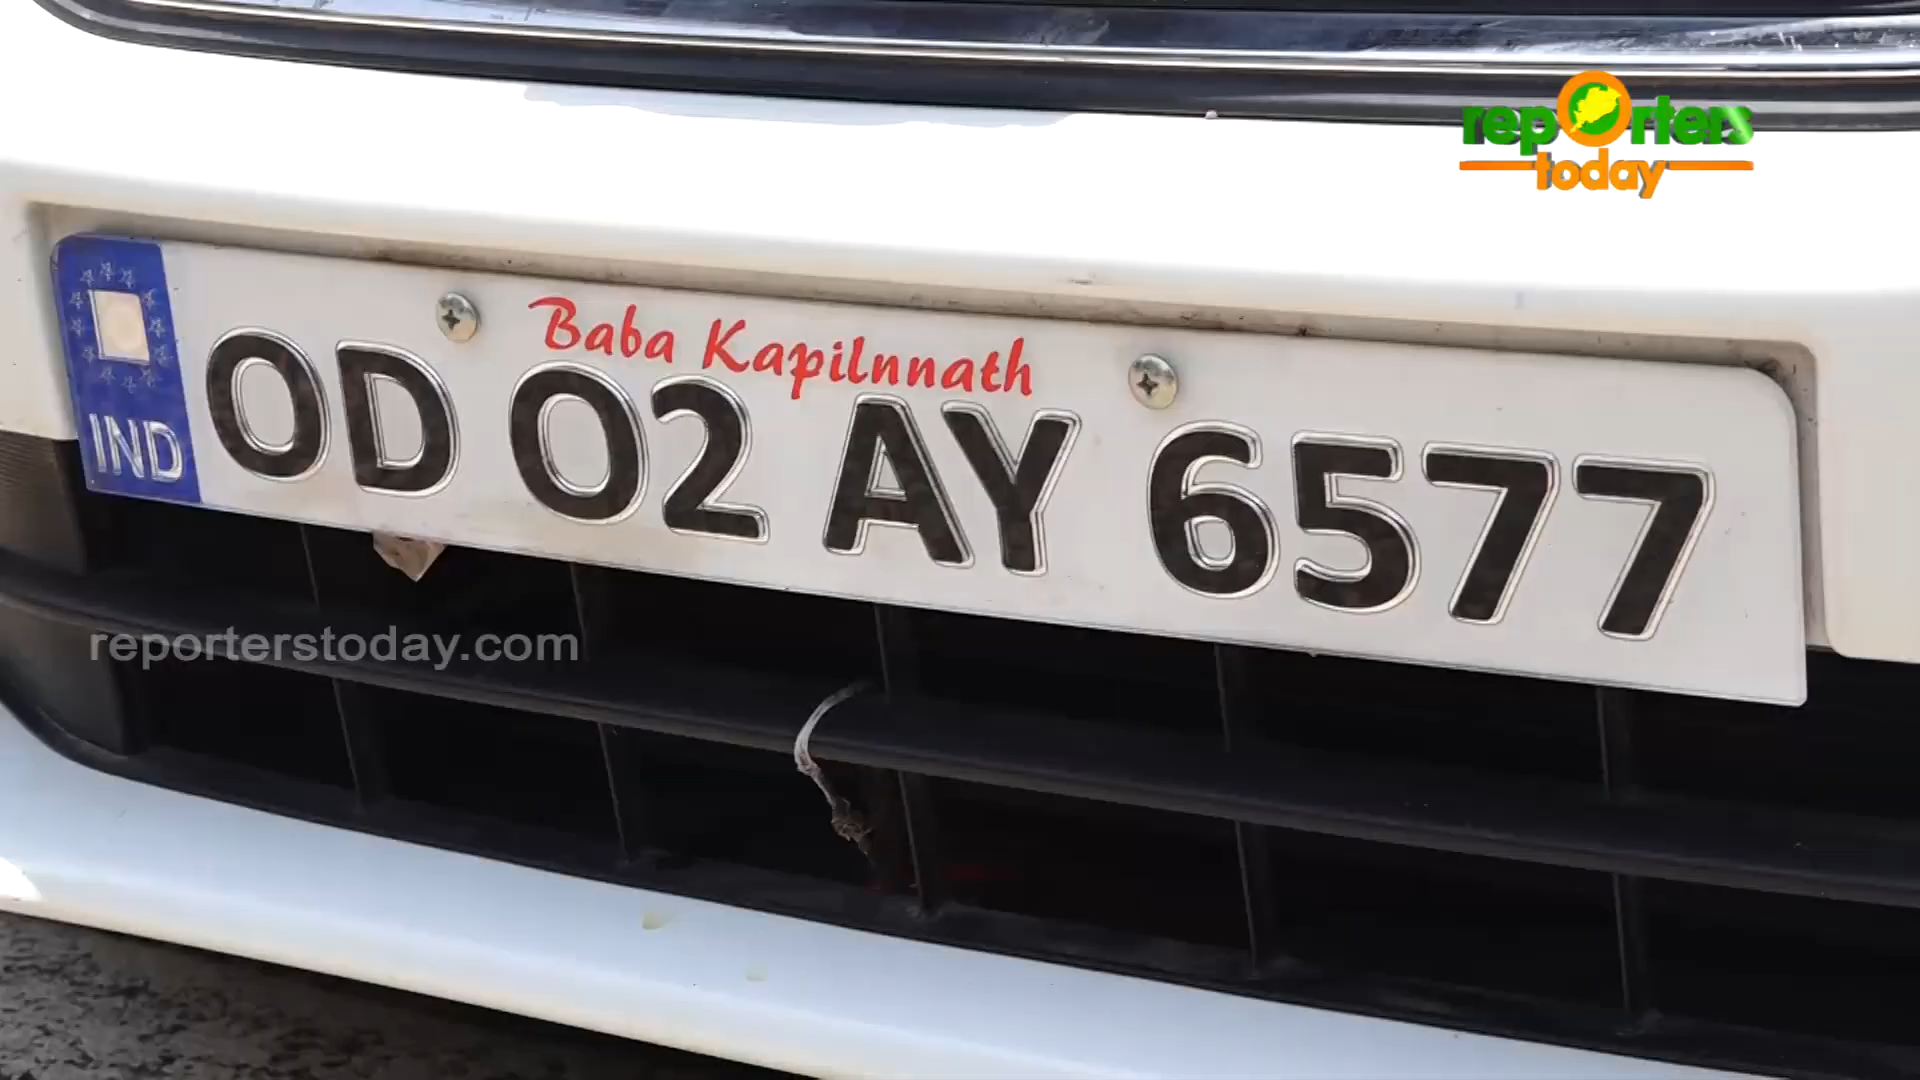 reporters
today
Baba Kapilnnath
IND
OD 02 AY 6577
reporterstoday.com